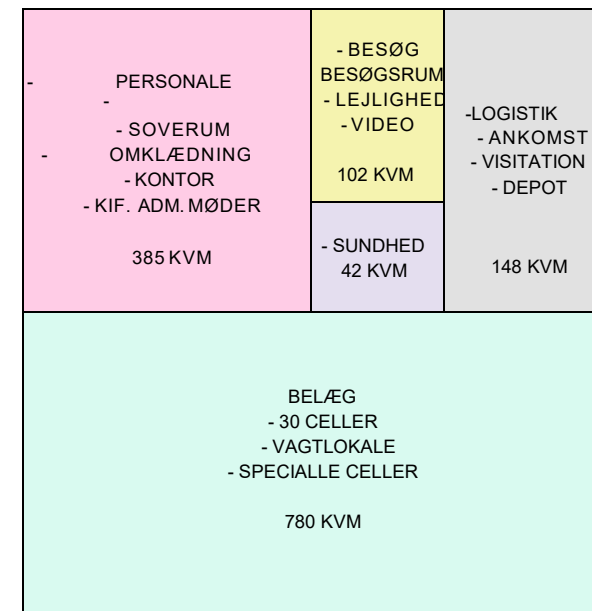 - PERSONALE
-
- SOVERUM
- OMKLÆDNING
- KONTOR
- KIF. ADM. MØDER
385 KVM
- BESØG
BESØGSRUM
- LEJLIGHED
- VIDEO
102 KVM
- SUNDHED
42 KVM
-LOGISTIK
- ANKOMST
- VISITATION
- DEPOT
148 KVM
BELÆG
- 30 CELLER
- VAGTLOKALE
- SPECIALLE CELLER
780 KVM